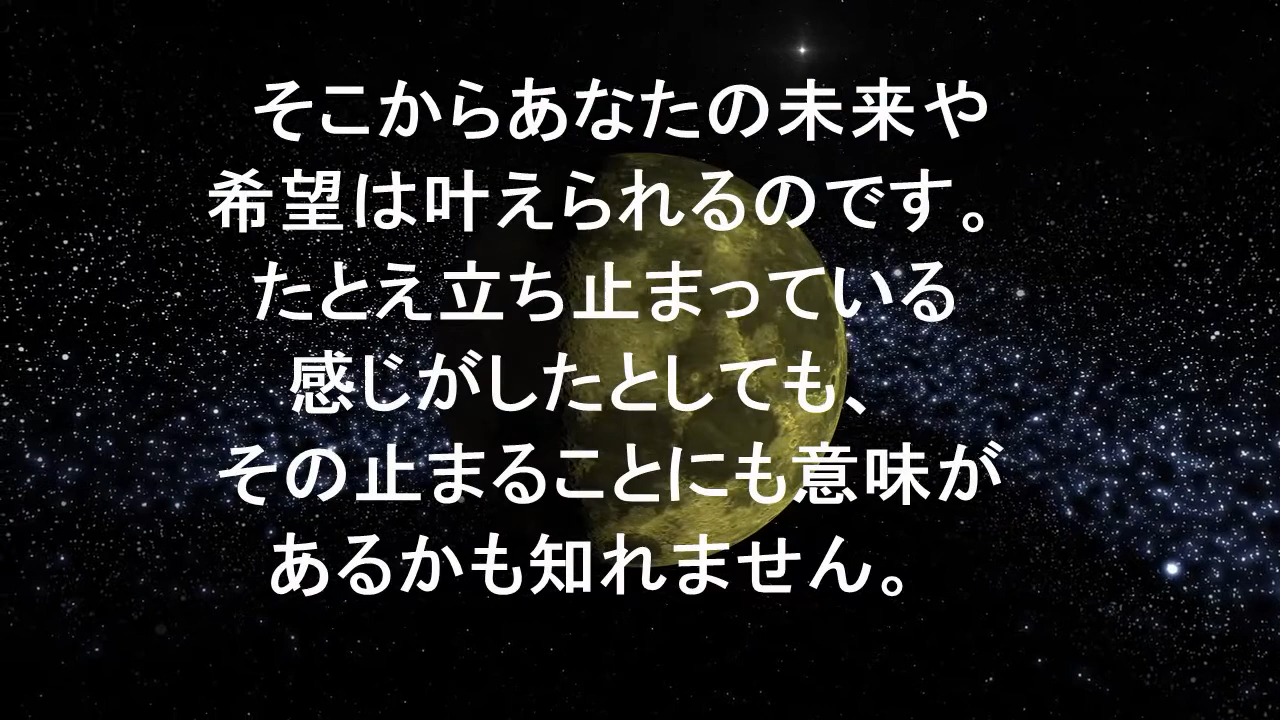 そこからあなたの未来や
希望は叶えられるのです。
たとえ立ち止まっている
感じがしたとしても、
その止まることにも意味が
あるかも知れません。